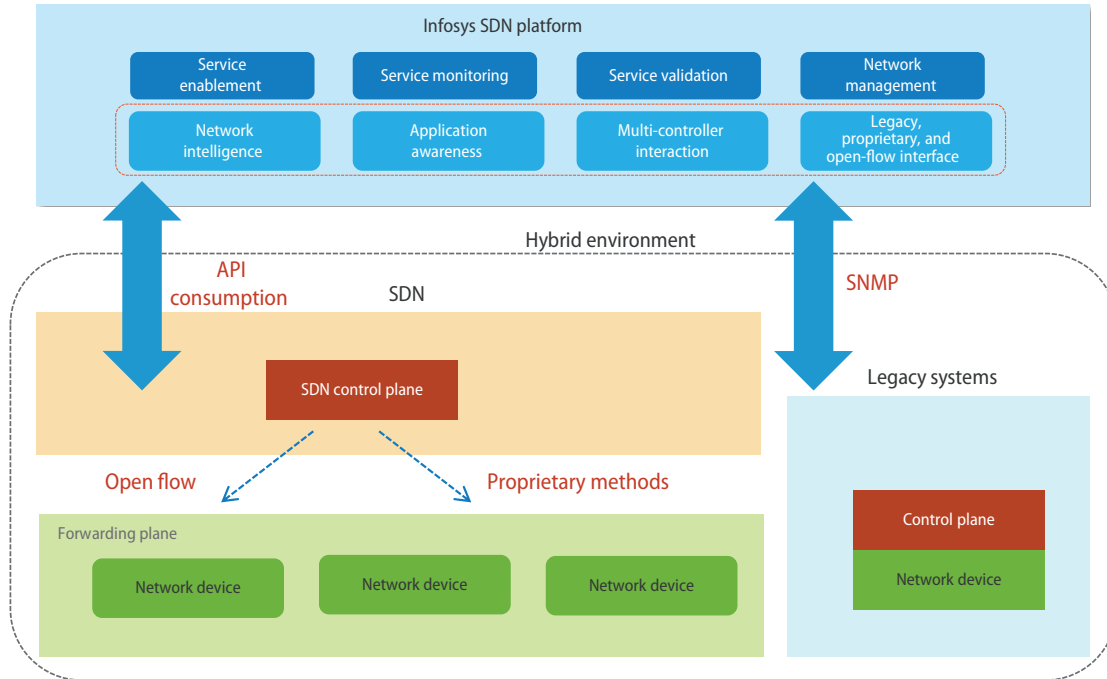 Infosys SDN platform
Service
enablement
Service monitoring
Service validation
Network
management
Network
intelligence
Application
awareness
Multi-controller
interaction
Legacy,
proprietary, and
open-flow interface
Hybrid environment
API
consumption
SDN
SNMP
SDN control plane
Legacy systems
Open flow
Proprietary methods
Forwarding plane
Network device
Network device
Network device
Control plane
Network device